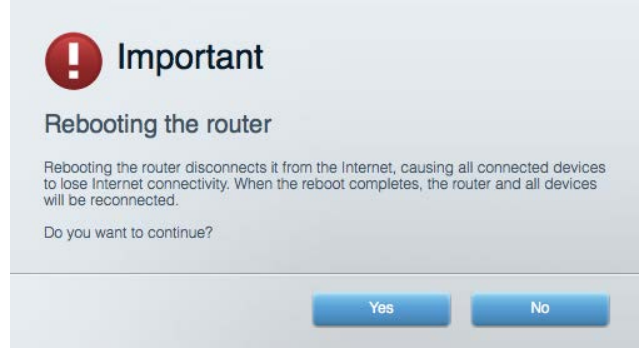 Important
Rebooting the router
Rebooting the router disconnects it from the Internet, causing all connected devices
to lose Internet connectivity. When the reboot completes, the router and all devices
will be reconnected.
Do you want to continue?
Yes
No